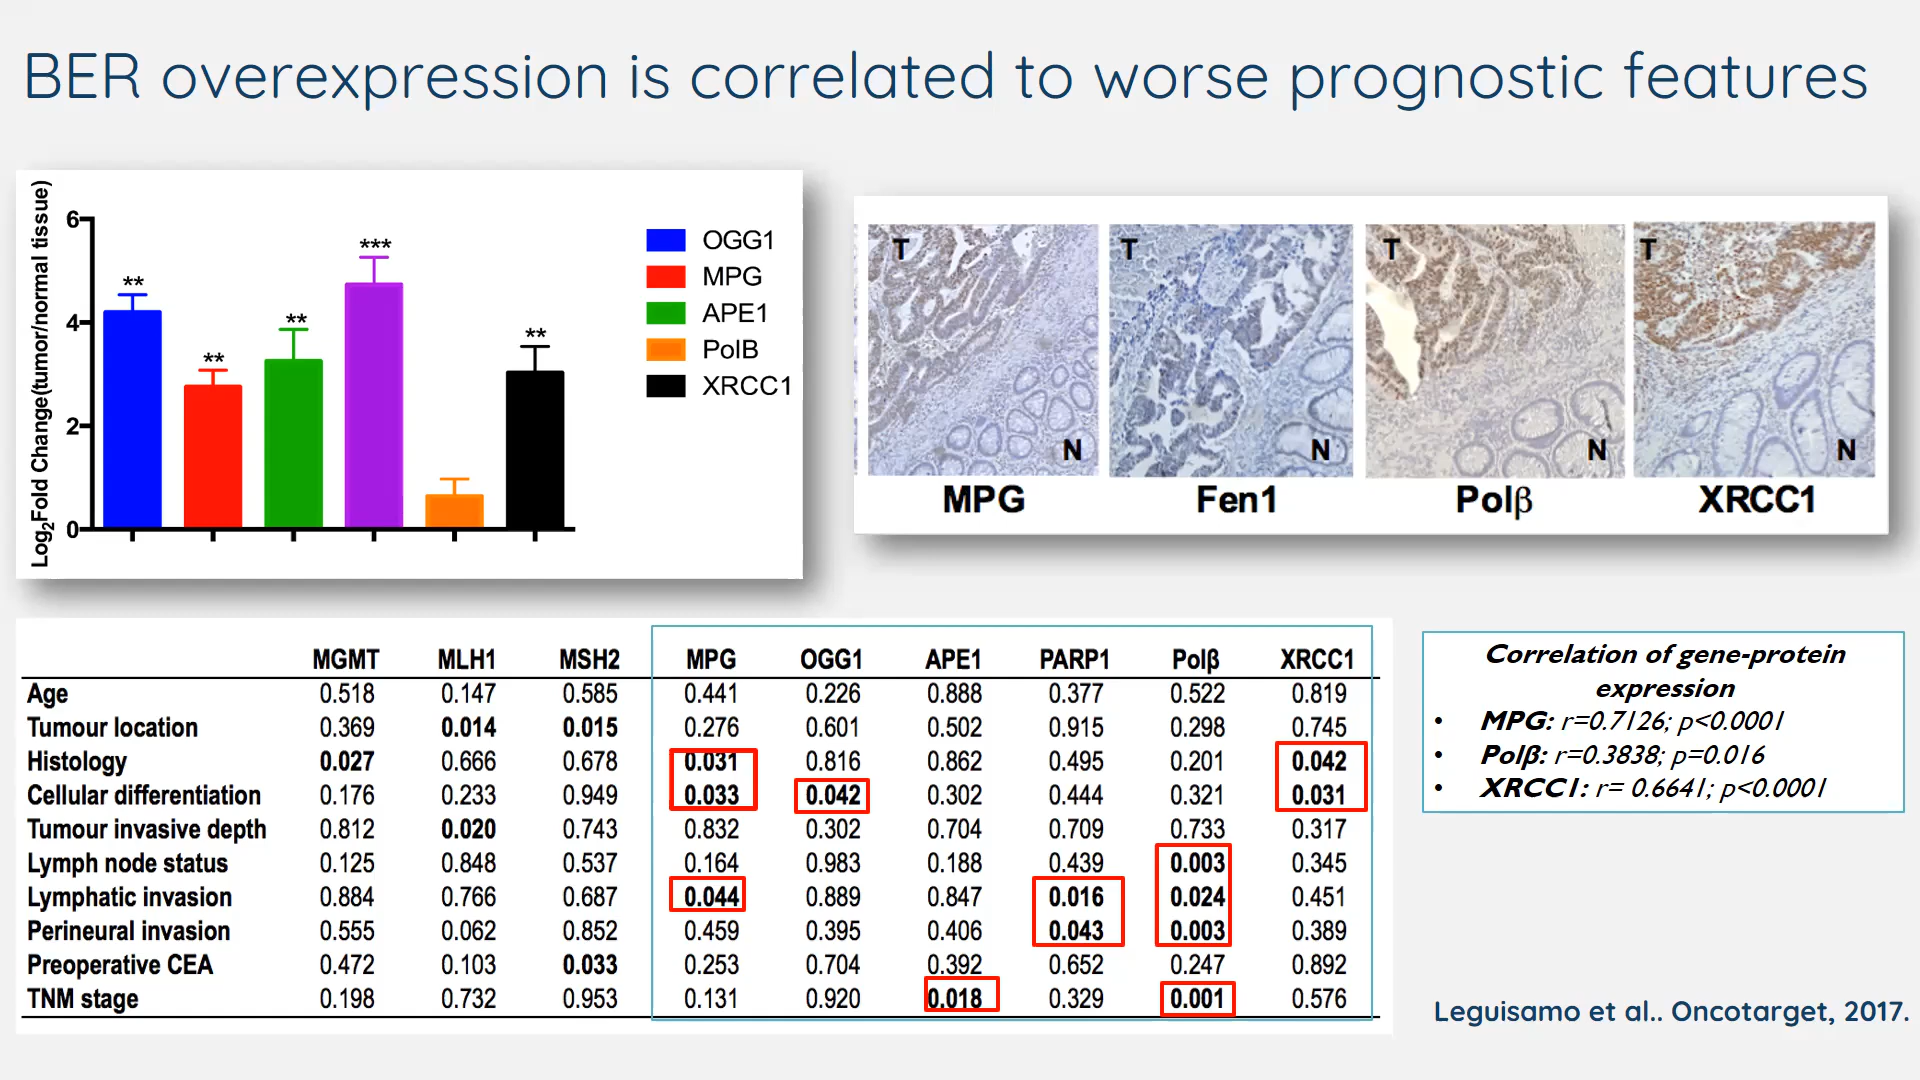 BER overexpression is correlated to worse prognostic features
Log2Fold Change(tumor/normal tissue)
6
4
2
0
**
**
**
***
**
OGG1
MPG
APE1
PolB
XRCC1
T
N
MPG
T
N
Fen1
T
N
Polβ
T
N
XRCC1
MGMT MLH1 MSH2 MPG OGG1 APE1 PARP1 Polβ XRCC1
Age 0.518 0.147 0.585 0.441 0.226 0.888 0.377 0.522 0.819
Tumour location 0.369 0.014 0.015 0.276 0.601 0.502 0.915 0.298 0.745
Histology 0.027 0.666 0.678 0.031 0.816 0.862 0.495 0.201 0.042
Cellular differentiation 0.176 0.233 0.949 0.033 0.042 0.302 0.444 0.321 0.031
Tumour invasive depth 0.812 0.020 0.743 0.832 0.302 0.704 0.709 0.733 0.317
Lymph node status 0.125 0.848 0.537 0.164 0.983 0.188 0.439 0.003 0.345
Lymphatic invasion 0.884 0.766 0.687 0.044 0.889 0.847 0.016 0.024 0.451
Perineural invasion 0.555 0.062 0.852 0.459 0.395 0.406 0.043 0.003 0.389
Preoperative CEA 0.472 0.103 0.033 0.253 0.704 0.392 0.652 0.247 0.892
TNM stage 0.198 0.732 0.953 0.131 0.920 0.018 0.329 0.001 0.576
Correlation of gene-protein
expression
• MPG: r=0.7126; p<0.0001
• Polβ: r=0.3838; p=0.016
• XRCC1: r= 0.6641; p<0.0001
Leguisamo et al.. Oncotarget, 2017.